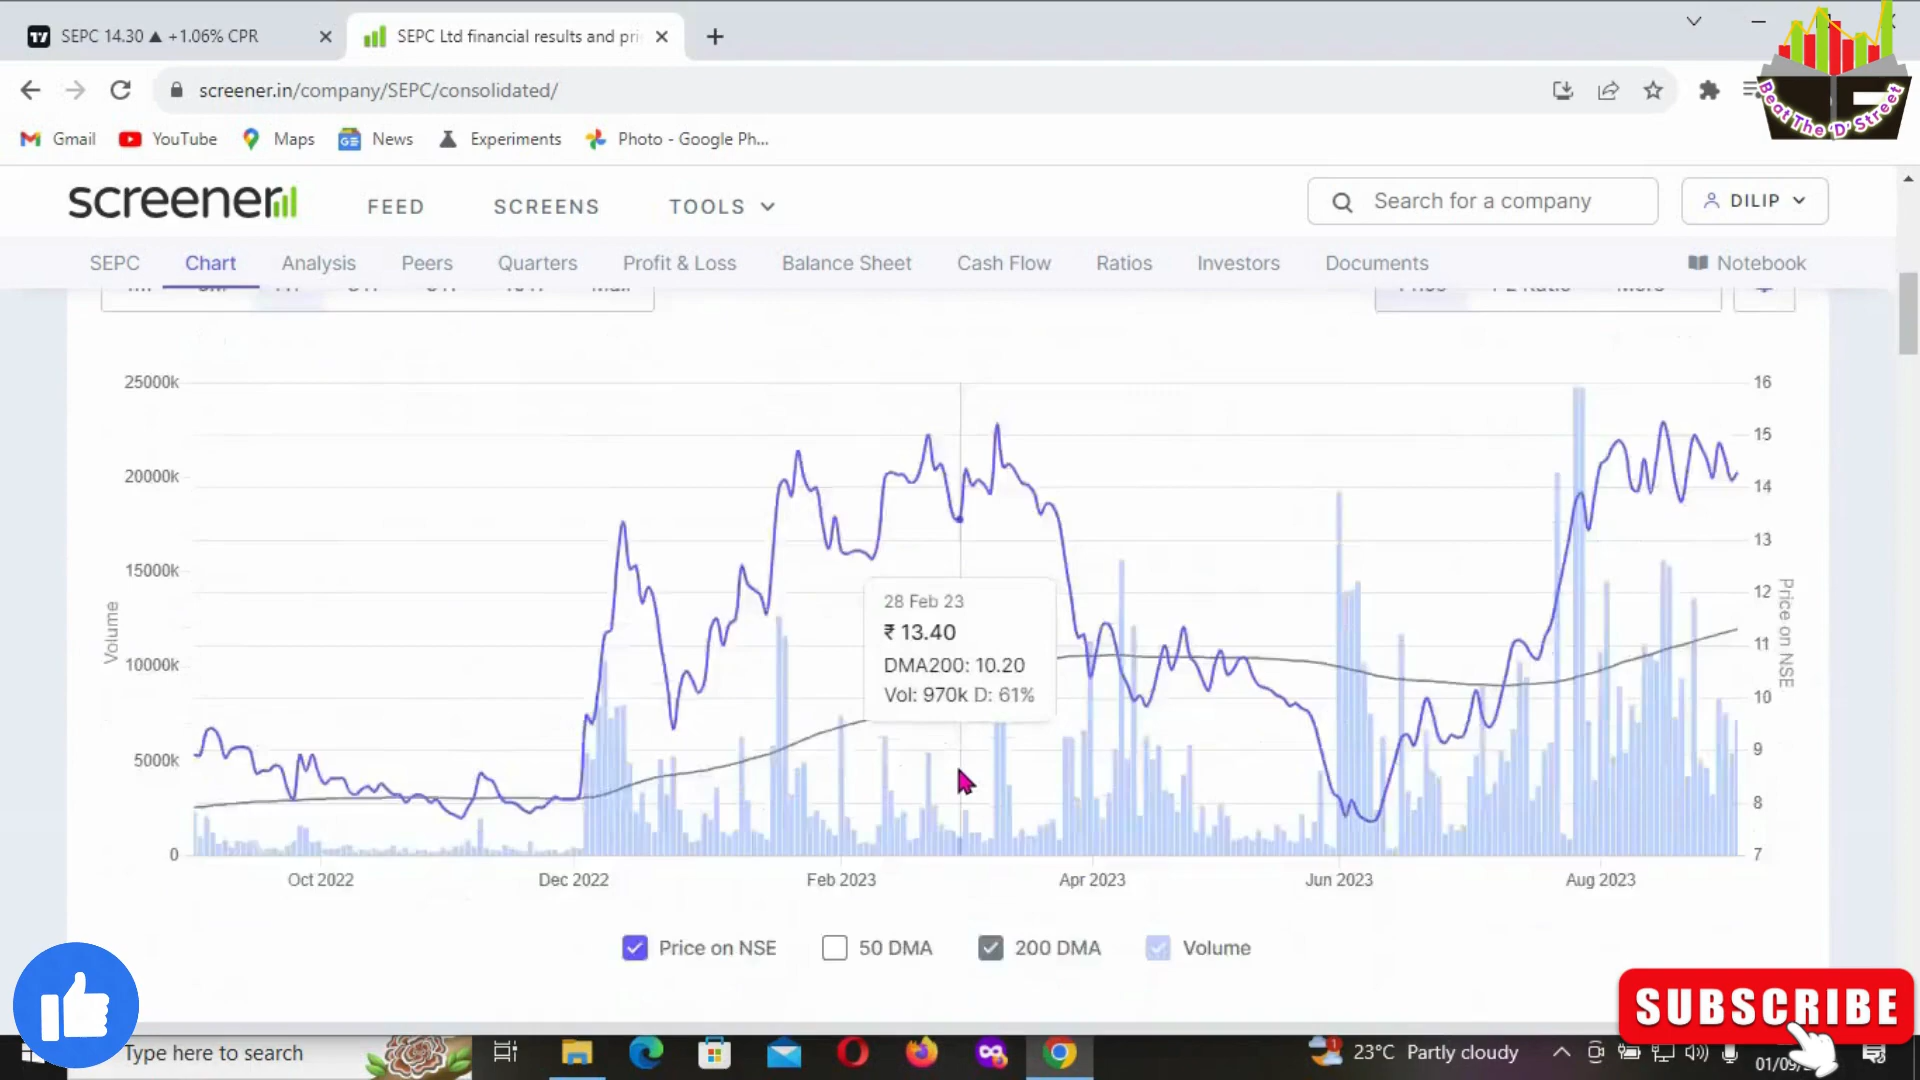 SEPC 14.30 ▲ +1.06% CPR
SEPC Ltd financial results and pri
screener.in/company/SEPC/consolidated/
Beat The 'D' Street
Gmail
YouTube
Maps
News
Experiments
Photo - Google Ph...
screener
FEED
SCREENS
TOOLS
Search for a company
DILIP
SEPC
Chart
Analysis
Peers
Quarters
Profit & Loss
Balance Sheet
Cash Flow
Ratios
Investors
Documents
Notebook
25000k
20000k
15000k
10000k
5000k
0
Volume
16
15
14
13
12
11
10
9
8
7
Price on NSE
28 Feb 23
₹ 13.40
DMA200: 10.20
Vol: 970k D: 61%
Oct 2022
Dec 2022
Feb 2023
Apr 2023
Jun 2023
Aug 2023
Price on NSE
50 DMA
200 DMA
Volume
SUBSCRIBE
Type here to search
23°C Partly cloudy
01/09/